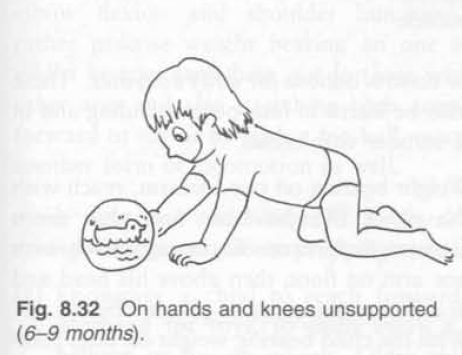 Fig. 8.32 On hands and knees unsupported
(6–9 months).